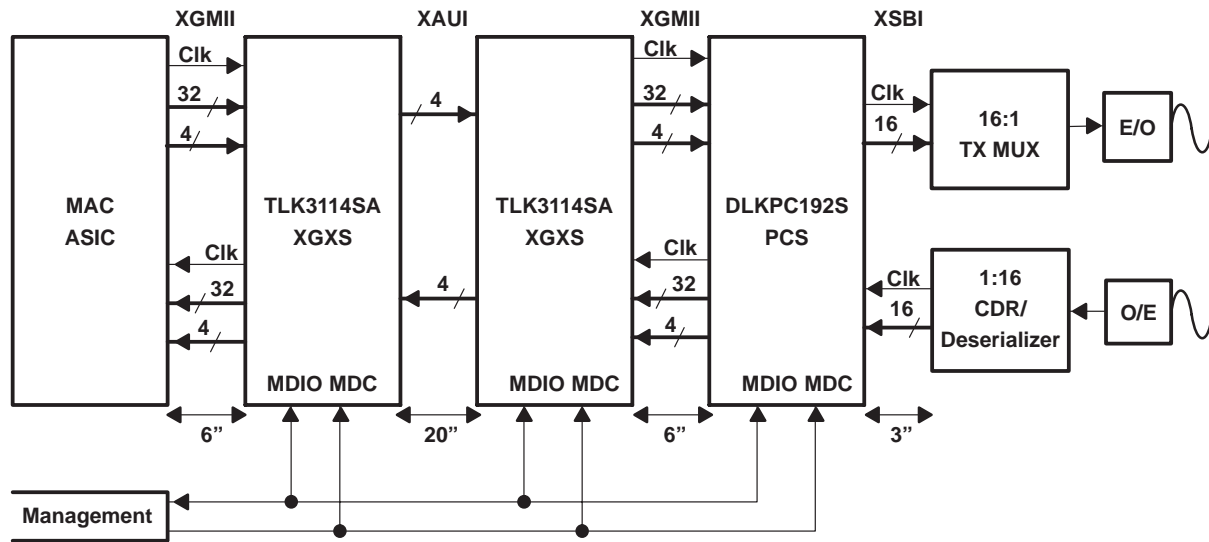 XGMII XAUI XGMII XSBI
Clk Clk
32 4 32 Clk
4 4 16
16:1
TX MUX
E/O
MAC
ASIC
TLK3114SA
XGXS
TLK3114SA
XGXS
DLKPC192S
PCS
Clk Clk Clk
32 4 32 16
4 4
1:16
CDR/
Deserializer
O/E
MDIO MDC MDIO MDC MDIO MDC
6” 20” 6” 3”
Management